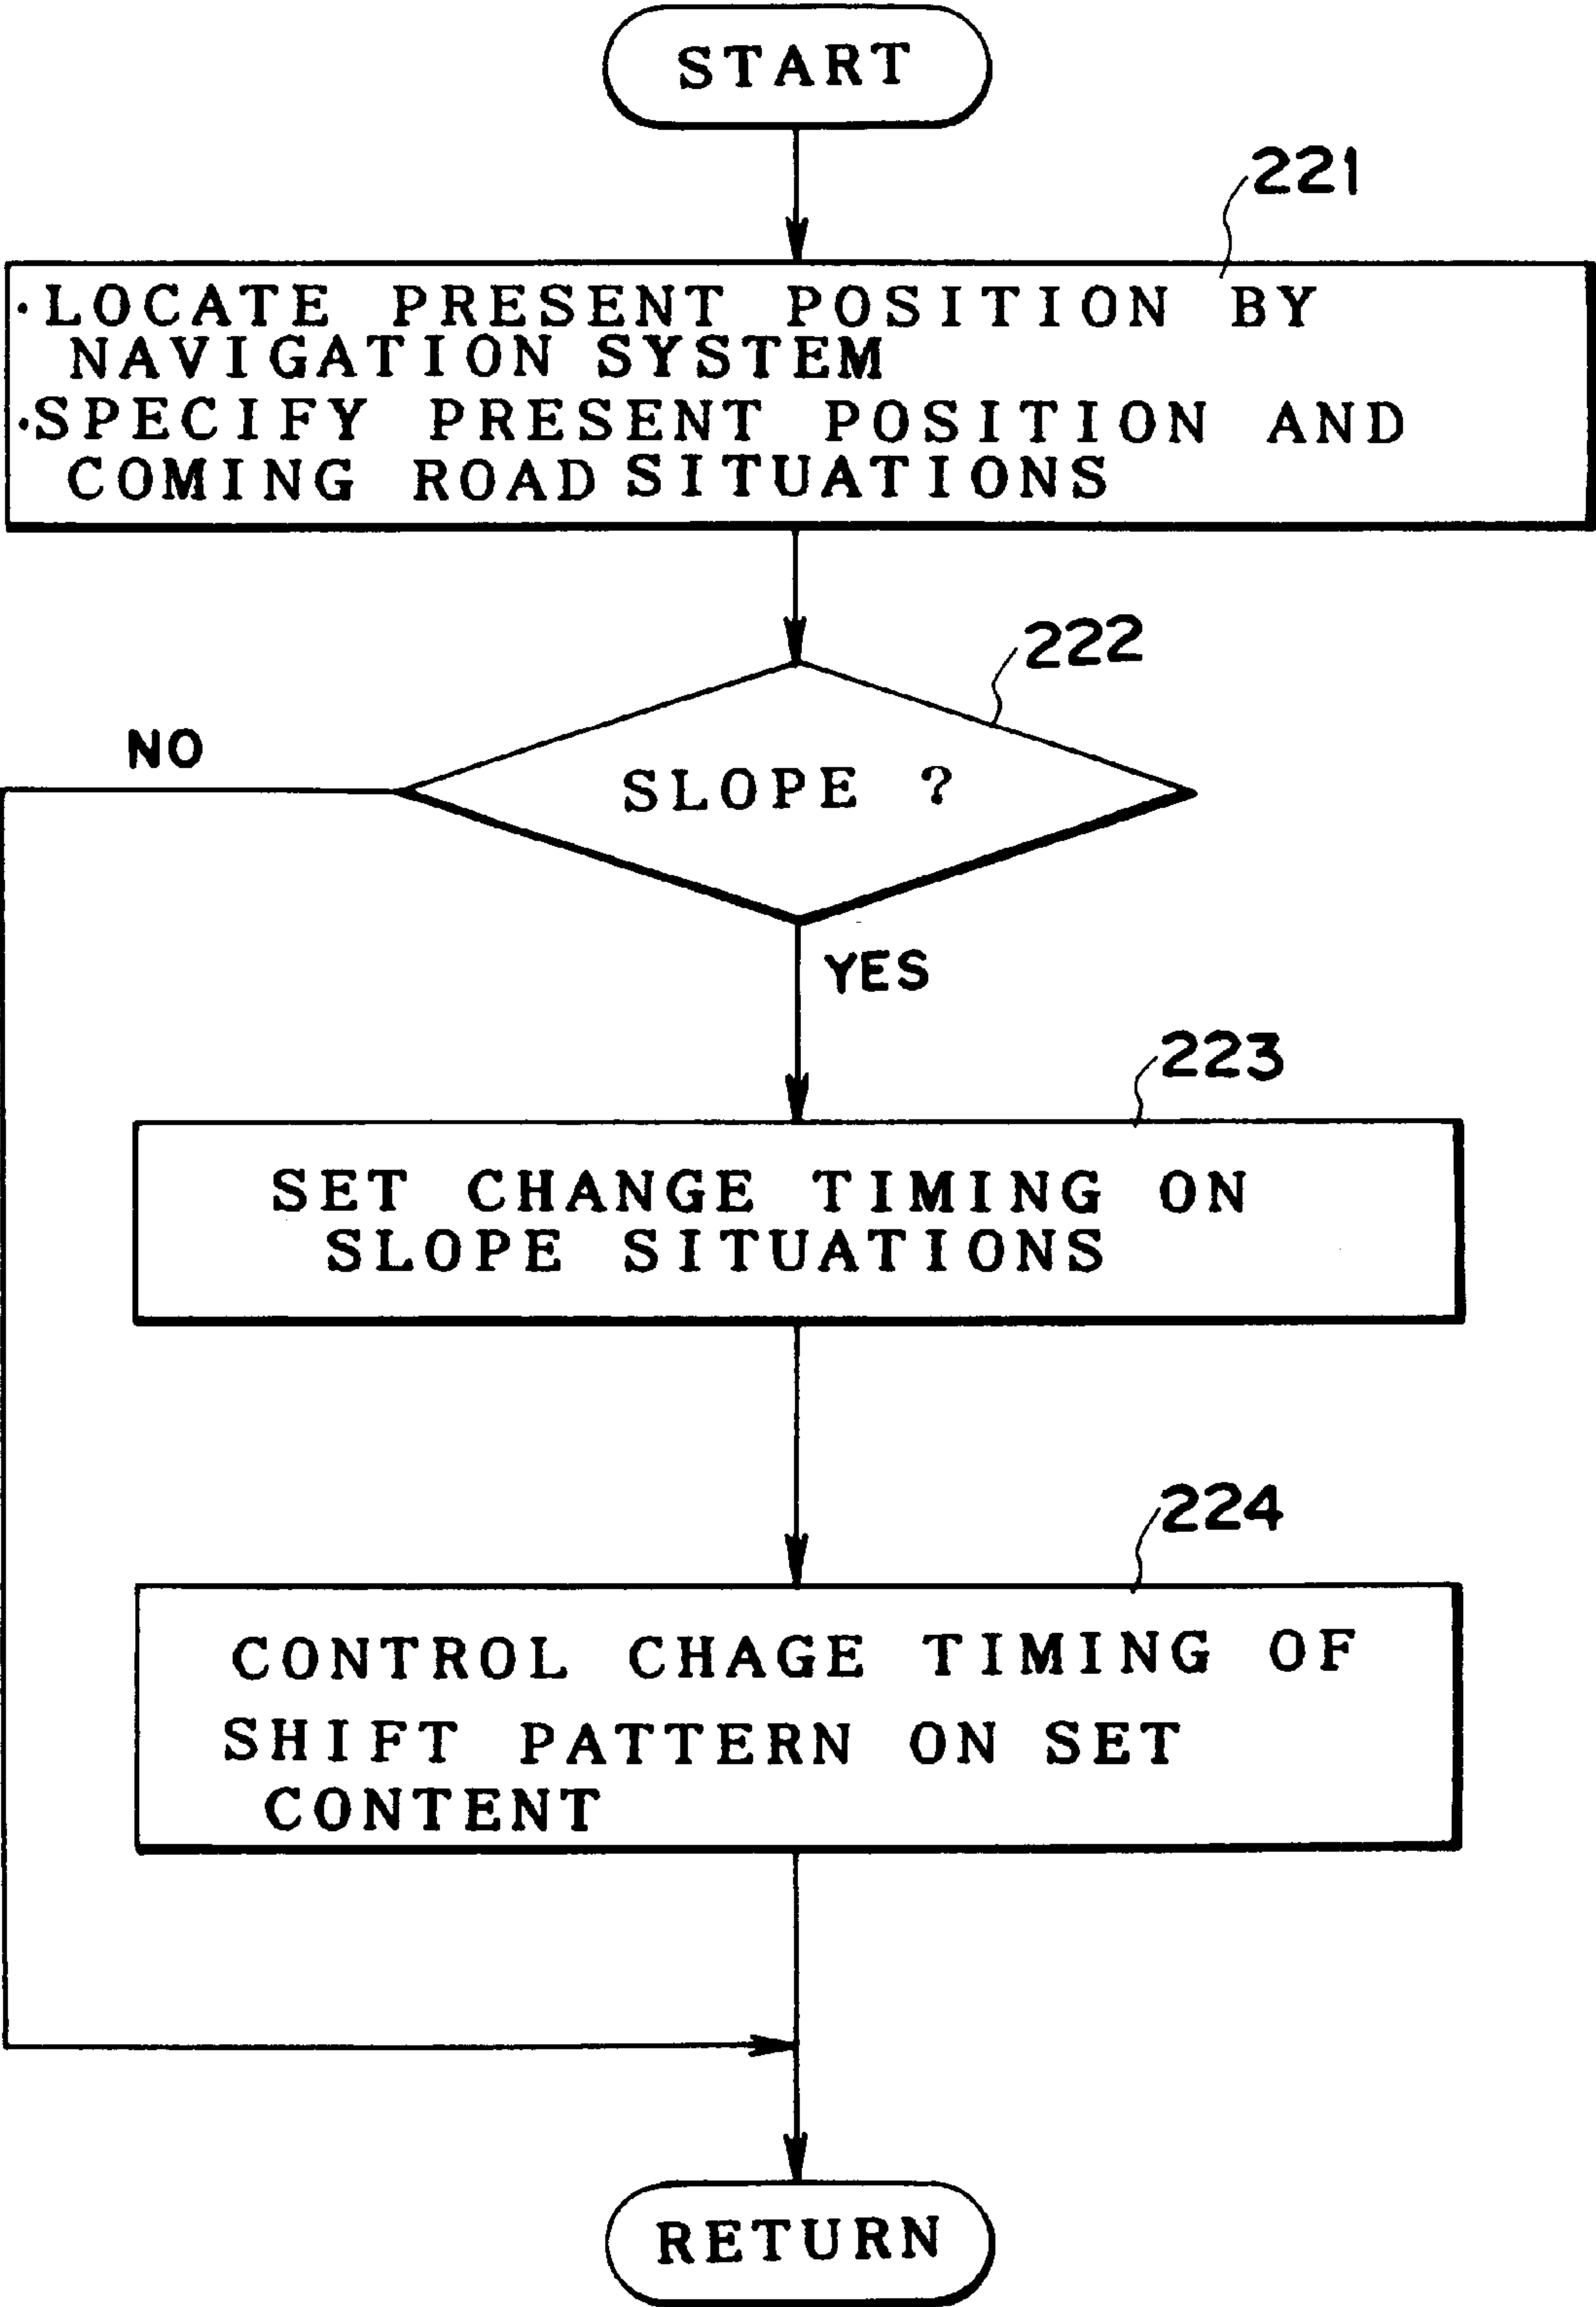 START
221
·LOCATE PRESENT POSITION BY
NAVIGATION SYSTEM
·SPECIFY PRESENT POSITION AND
COMING ROAD SITUATIONS
222
NO
SLOPE ?
YES
223
SET CHANGE TIMING ON
SLOPE SITUATIONS
224
CONTROL CHAGE TIMING OF
SHIFT PATTERN ON SET
CONTENT
RETURN